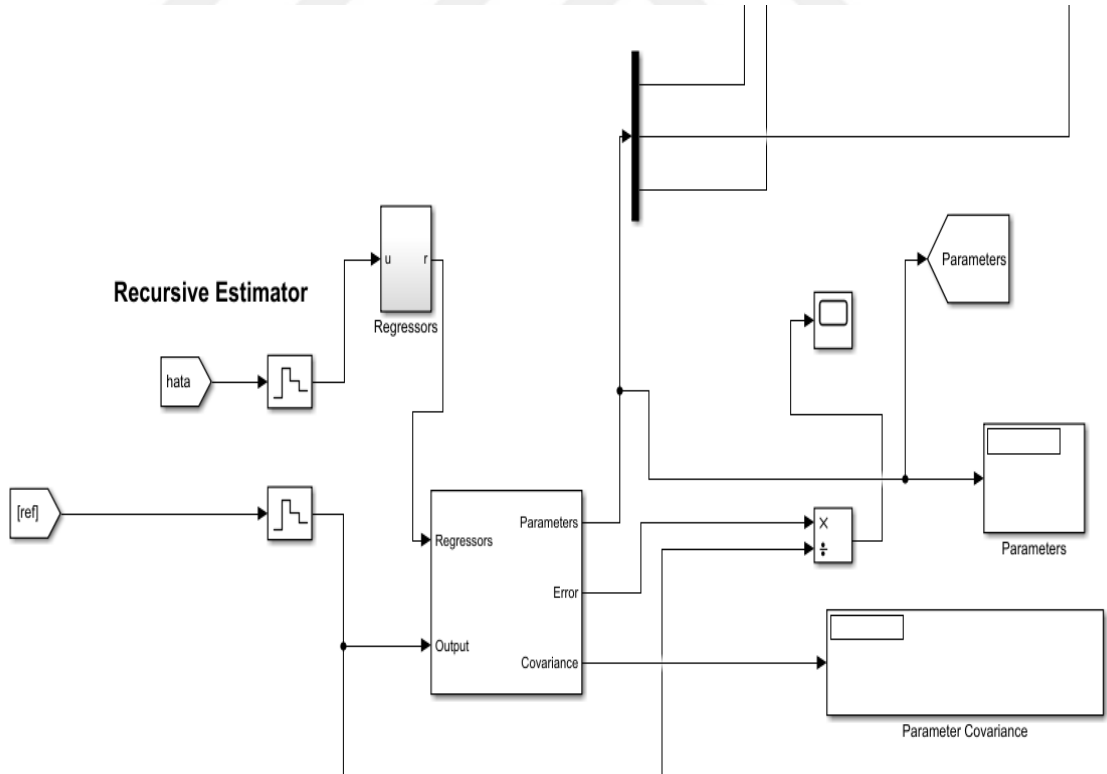 Parameters
u
r
Recursive Estimator
Regressors
hata
[ref]
Parameters
Regressors
×
÷
Parameters
Error
Output
Covariance
Parameter Covariance